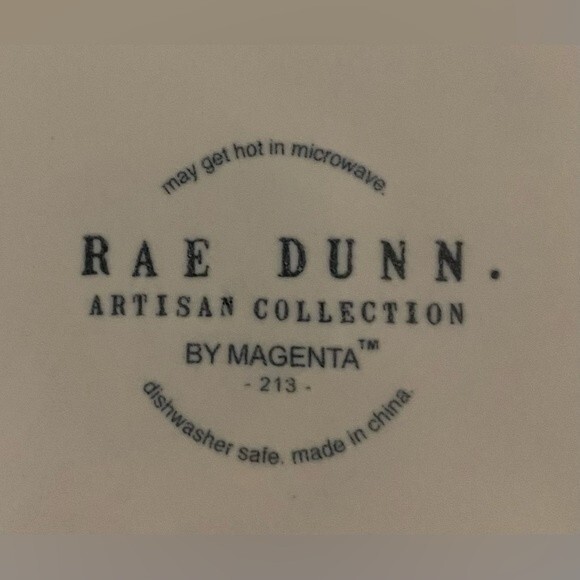 may get hot in microwave.
RAE DUNN.
ARTISAN COLLECTION
BY MAGENTA™
- 213 -
dishwasher safe. made in china.